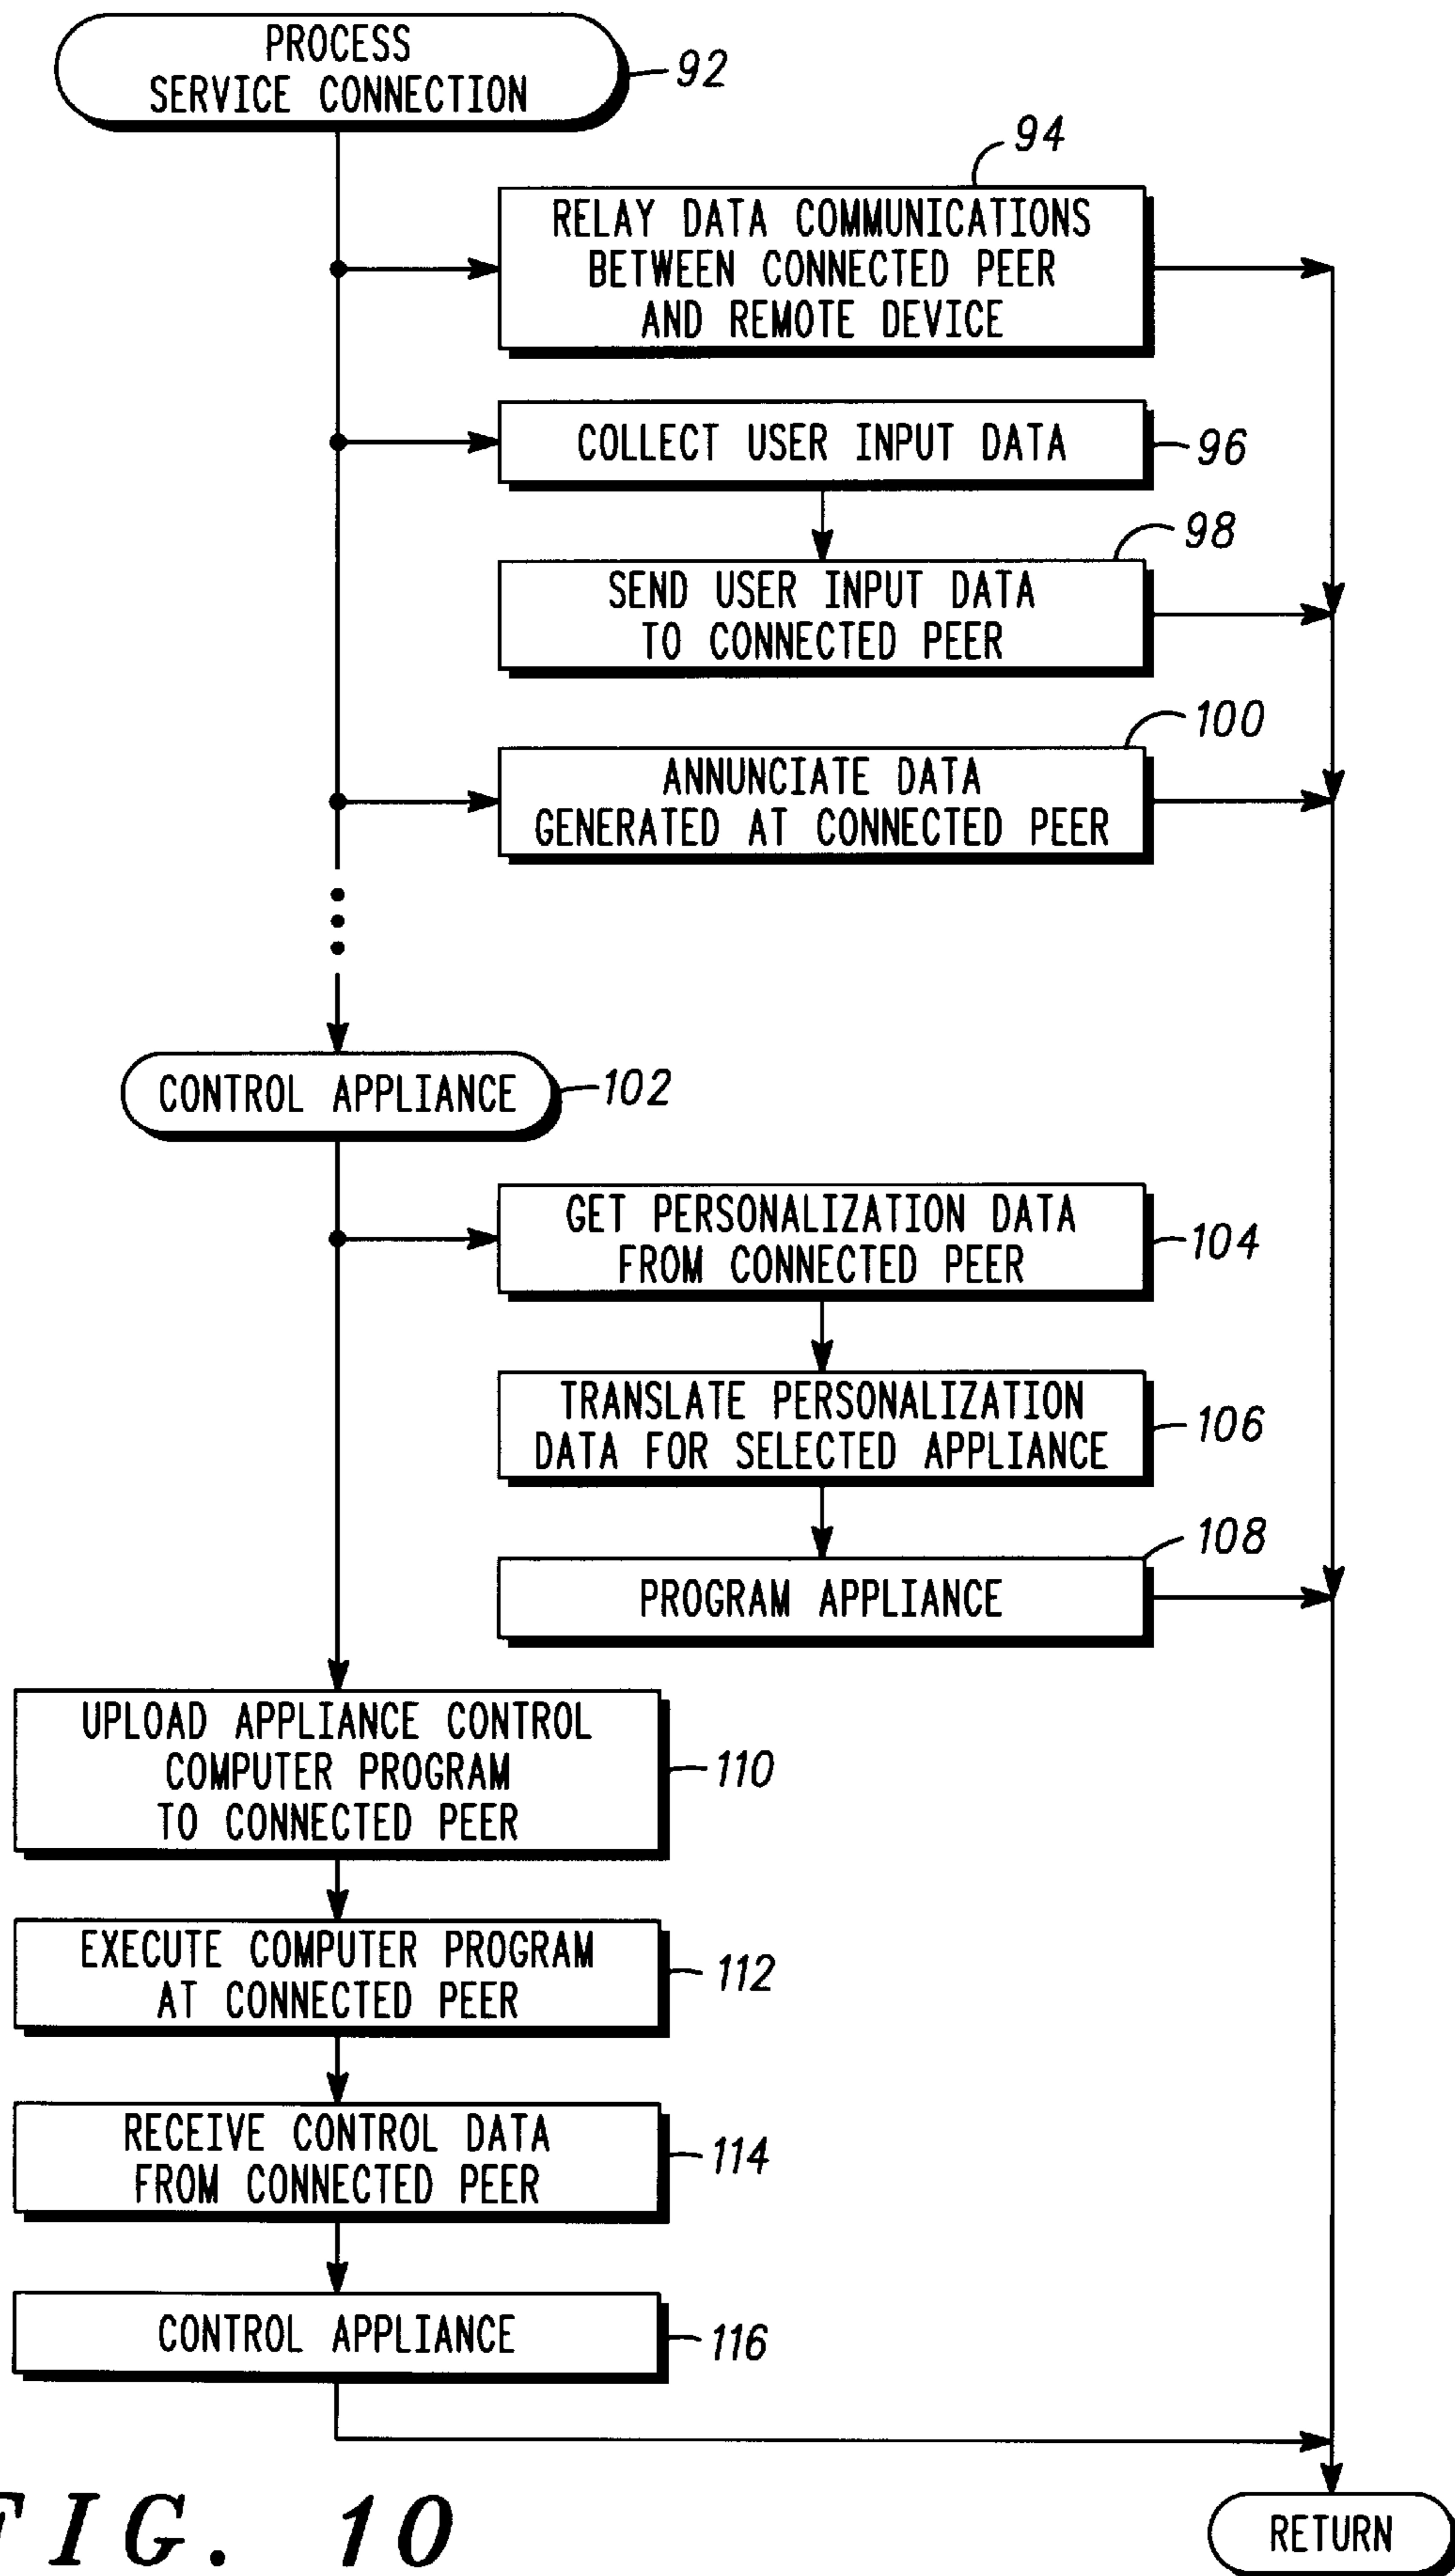 PROCESS
SERVICE CONNECTION
92
94
RELAY DATA COMMUNICATIONS
BETWEEN CONNECTED PEER
AND REMOTE DEVICE
COLLECT USER INPUT DATA
96
98
SEND USER INPUT DATA
TO CONNECTED PEER
100
ANNUNCIATE DATA
GENERATED AT CONNECTED PEER
CONTROL APPLIANCE
102
GET PERSONALIZATION DATA
FROM CONNECTED PEER
104
TRANSLATE PERSONALIZATION
DATA FOR SELECTED APPLIANCE
106
108
PROGRAM APPLIANCE
UPLOAD APPLIANCE CONTROL
COMPUTER PROGRAM
TO CONNECTED PEER
110
EXECUTE COMPUTER PROGRAM
AT CONNECTED PEER
112
RECEIVE CONTROL DATA
FROM CONNECTED PEER
114
CONTROL APPLIANCE
116
RETURN
FIG. 10